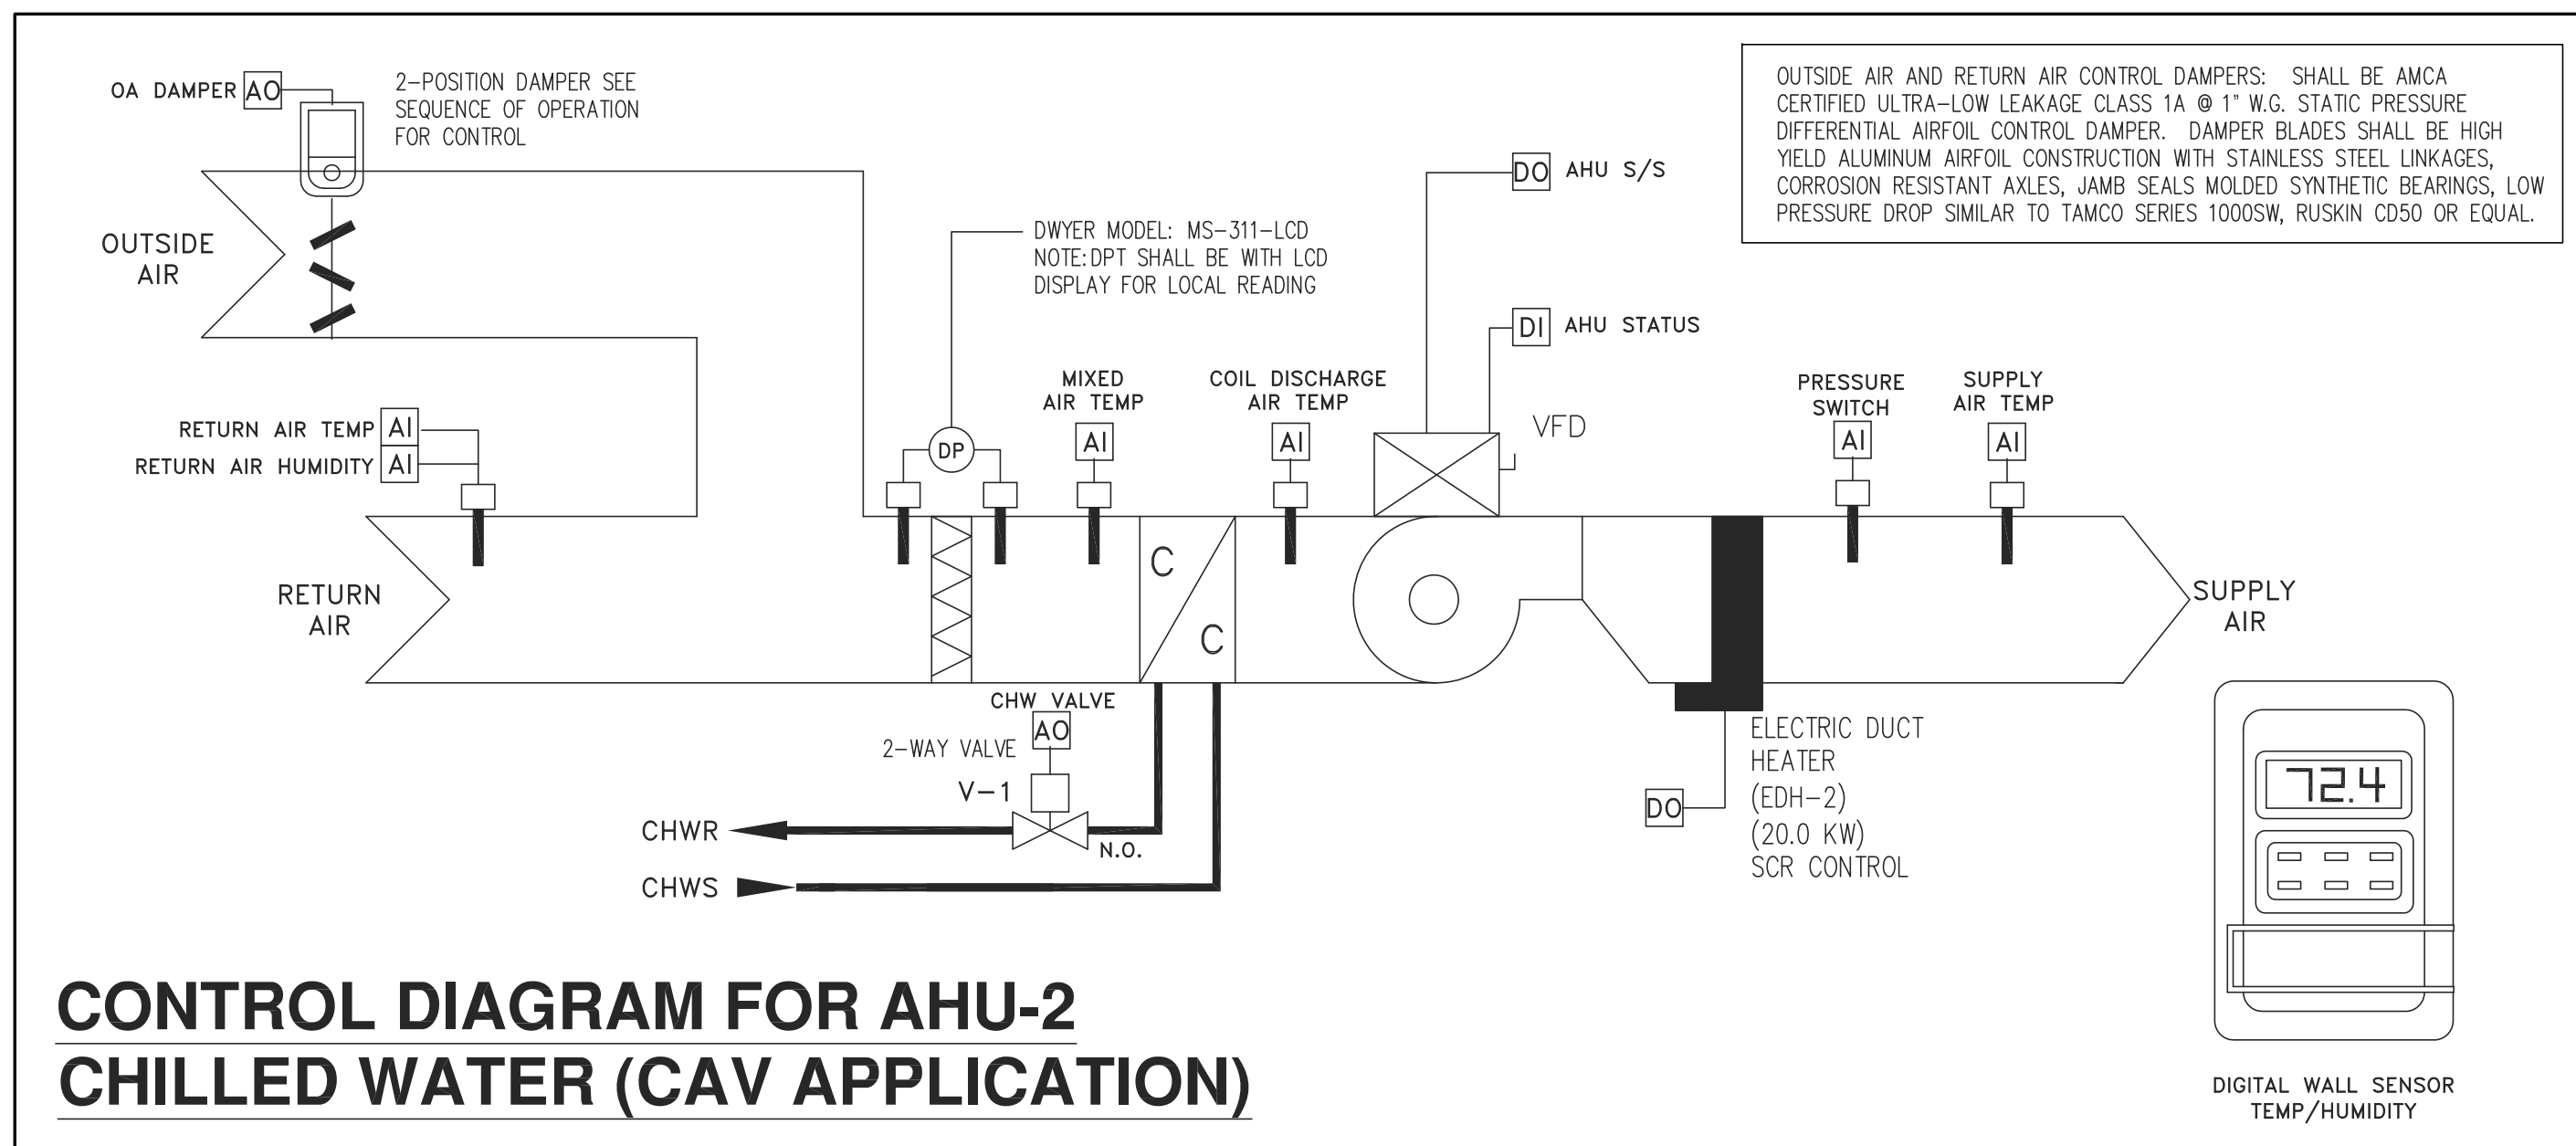 OA DAMPER AO
2-POSITION DAMPER SEE
SEQUENCE OF OPERATION
FOR CONTROL
OUTSIDE AIR AND RETURN AIR CONTROL DAMPERS: SHALL BE AMCA
CERTIFIED ULTRA-LOW LEAKAGE CLASS 1A @ 1" W.G. STATIC PRESSURE
DIFFERENTIAL AIRFOIL CONTROL DAMPER. DAMPER BLADES SHALL BE HIGH
YIELD ALUMINUM AIRFOIL CONSTRUCTION WITH STAINLESS STEEL LINKAGES,
CORROSION RESISTANT AXLES, JAMB SEALS MOLDED SYNTHETIC BEARINGS, LOW
PRESSURE DROP SIMILAR TO TAMCO SERIES 1000SW, RUSKIN CD50 OR EQUAL.
DO AHU S/S
OUTSIDE
AIR
DWYER MODEL: MS-311-LCD
NOTE:DPT SHALL BE WITH LCD
DISPLAY FOR LOCAL READING
DI AHU STATUS
RETURN AIR TEMP AI
RETURN AIR HUMIDITY AI
DP
MIXED
AIR TEMP
AI
COIL DISCHARGE
AIR TEMP
AI
VFD
PRESSURE
SWITCH
AI
SUPPLY
AIR TEMP
AI
RETURN
AIR
C
C
SUPPLY
AIR
CHW VALVE
AO
2-WAY VALVE
V-1
CHWR
N.O.
CHWS
DO
ELECTRIC DUCT
HEATER
(EDH-2)
(20.0 KW)
SCR CONTROL
72.4
DIGITAL WALL SENSOR
TEMP/HUMIDITY
CONTROL DIAGRAM FOR AHU-2
CHILLED WATER (CAV APPLICATION)